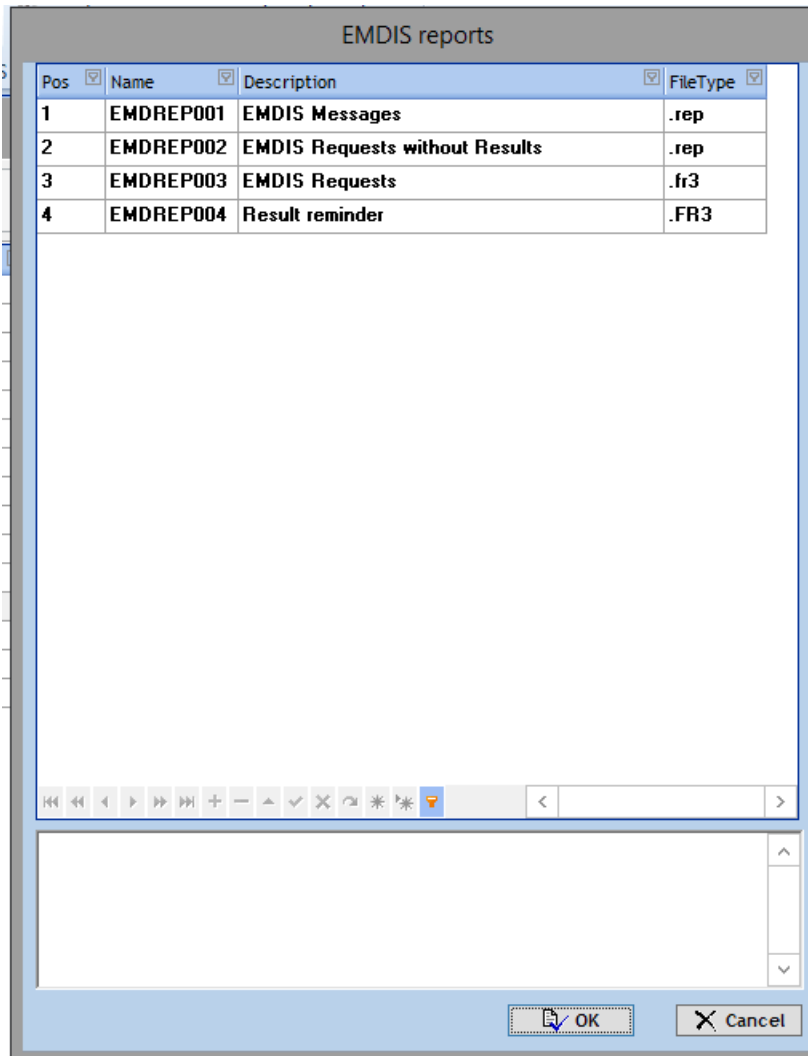 EMDIS reports
Pos Name Description FileType
1 EMDREP001 EMDIS Messages .rep
2 EMDREP002 EMDIS Requests without Results .rep
3 EMDREP003 EMDIS Requests .fr3
4 EMDREP004 Result reminder .FR3
OK Cancel